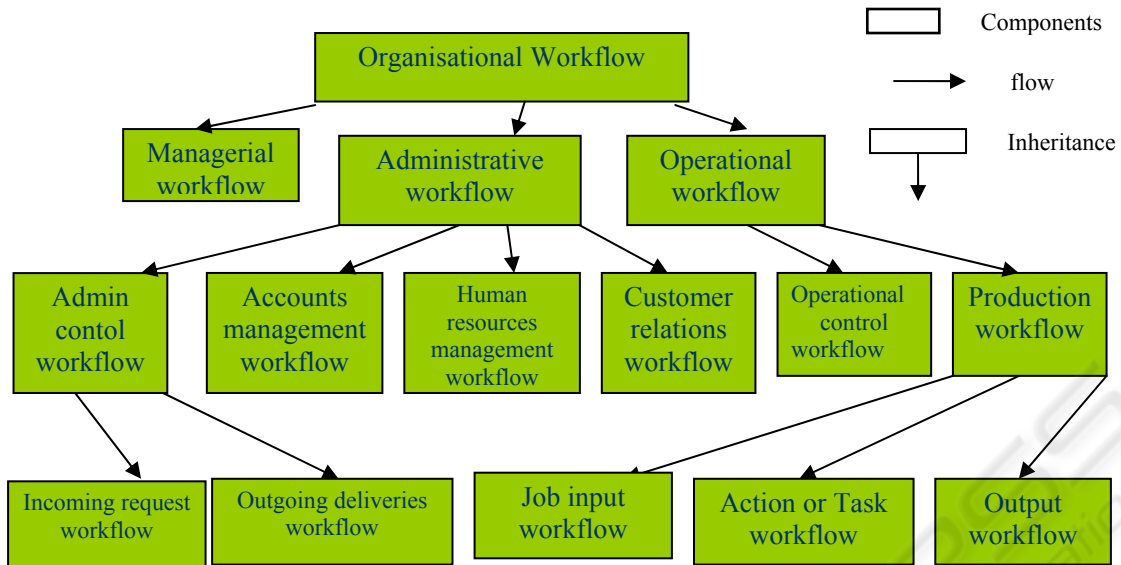 Components
Organisational Workflow
flow
Inheritance
Managerial
workflow
Administrative
workflow
Operational
workflow
Admin
contol
workflow
Accounts
management
workflow
Human
resources
management
workflow
Customer
relations
workflow
Operational
control
workflow
Production
workflow
Incoming request
workflow
Outgoing deliveries
workflow
Job input
workflow
Action or Task
workflow
Output
workflow